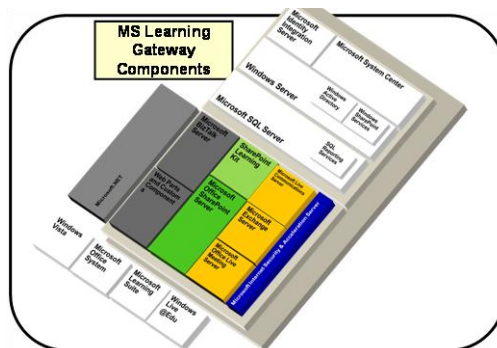 MS Learning
Gateway
Components
Microsoft
Identity
Integration
Server
Microsoft System Center
Windows Server
Windows
Active
Directory
Windows
SharePoint
Services
Microsoft SQL Server
SQL
Reporting
Services
Microsoft
BizTalk
Server
SharePoint
Learning
Kit
Microsoft Live
Communications
Server
Microsoft.NET
Web Parts
and Custom
Component
s
Microsoft
Office
SharePoint
Server
Microsoft
Exchange
Server
Microsoft
Office Live
Meeting
Server
Microsoft Internet Security & Acceleration Server
Windows
Vista
Microsoft
Office
System
Microsoft
Learning
Suite
Windows
Live
@Edu